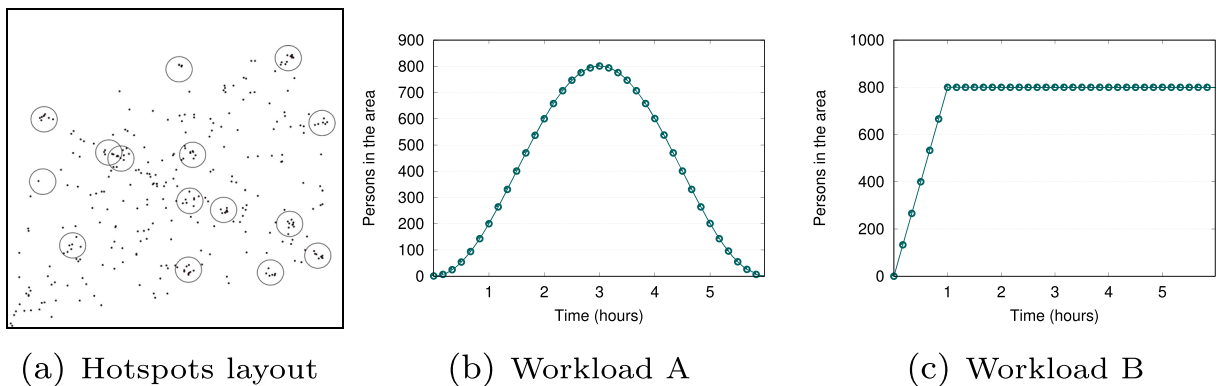 900
800
700
600
500
400
300
200
100
0
1 2 3 4 5
Persons in the area
Time (hours)
1000
800
600
400
200
0
1 2 3 4 5
Persons in the area
Time (hours)
(a) Hotspots layout
(b) Workload A
(c) Workload B